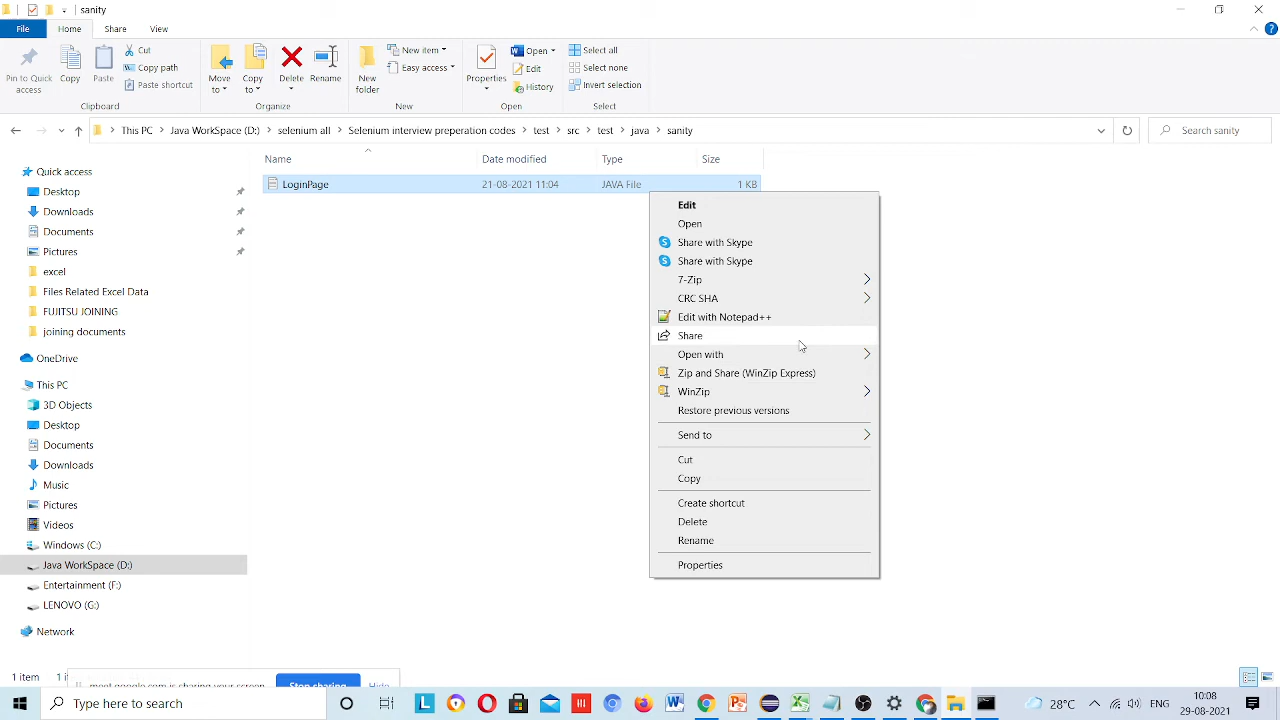 sanity
File Home Share View
Pin to Quick access
Copy
Paste
Cut
Copy path
Paste shortcut
Clipboard
Move to
Copy to
Delete
Rename
Organize
New folder
New item
Easy access
New
Properties
Open
Edit
History
Open
Select all
Select none
Invert selection
Select
This PC > Java WorkSpace (D:) > selenium all > Selenium interview preperation codes > test > src > test > java > sanity
Search sanity
Name Date modified Type Size
LoginPage 21-08-2021 11:04 JAVA File 1 KB
Quick access
Desktop
Downloads
Documents
Pictures
excel
Files Related Excel Data
FUJITSU JOINING
joining documents
OneDrive
This PC
3D Objects
Desktop
Documents
Downloads
Music
Pictures
Videos
Windows (C:)
Java WorkSpace (D:)
Entertainment (F:)
LENOVO (G:)
Network
Edit
Open
Share with Skype
Share with Skype
7-Zip
CRC SHA
Edit with Notepad++
Share
Open with
Zip and Share (WinZip Express)
WinZip
Restore previous versions
Send to
Cut
Copy
Create shortcut
Delete
Rename
Properties
1 item
meet.google.com is sharing your screen. Stop sharing Hide
Type here to search
28°C
ENG
10:08
29-08-2021